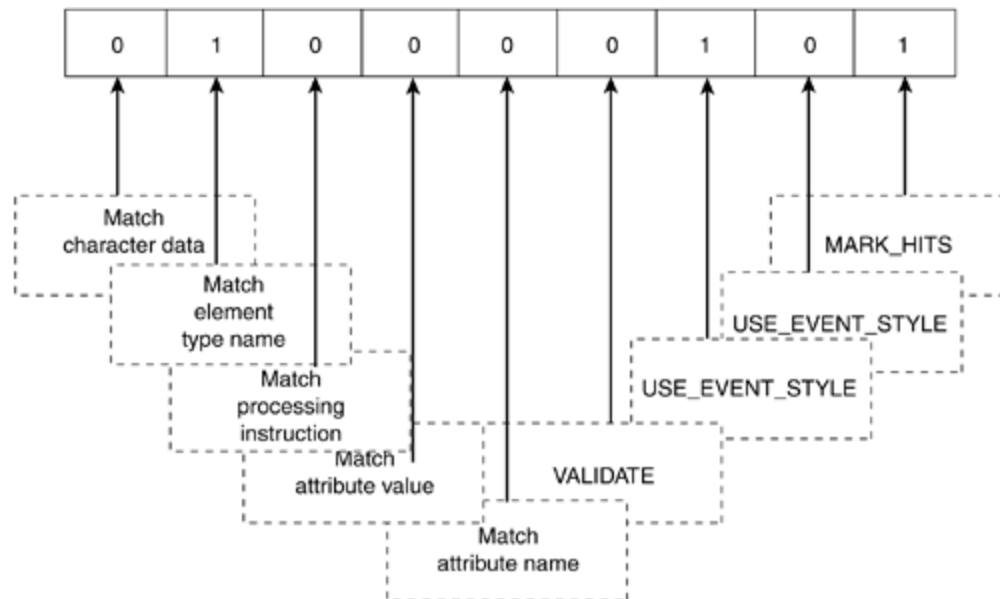 0 1 0 0 0 0 1 0 1
Match
character data
MARK_HITS
Match
element
type name
USE_EVENT_STYLE
Match
processing
instruction
USE_EVENT_STYLE
Match
attribute value
VALIDATE
Match
attribute name